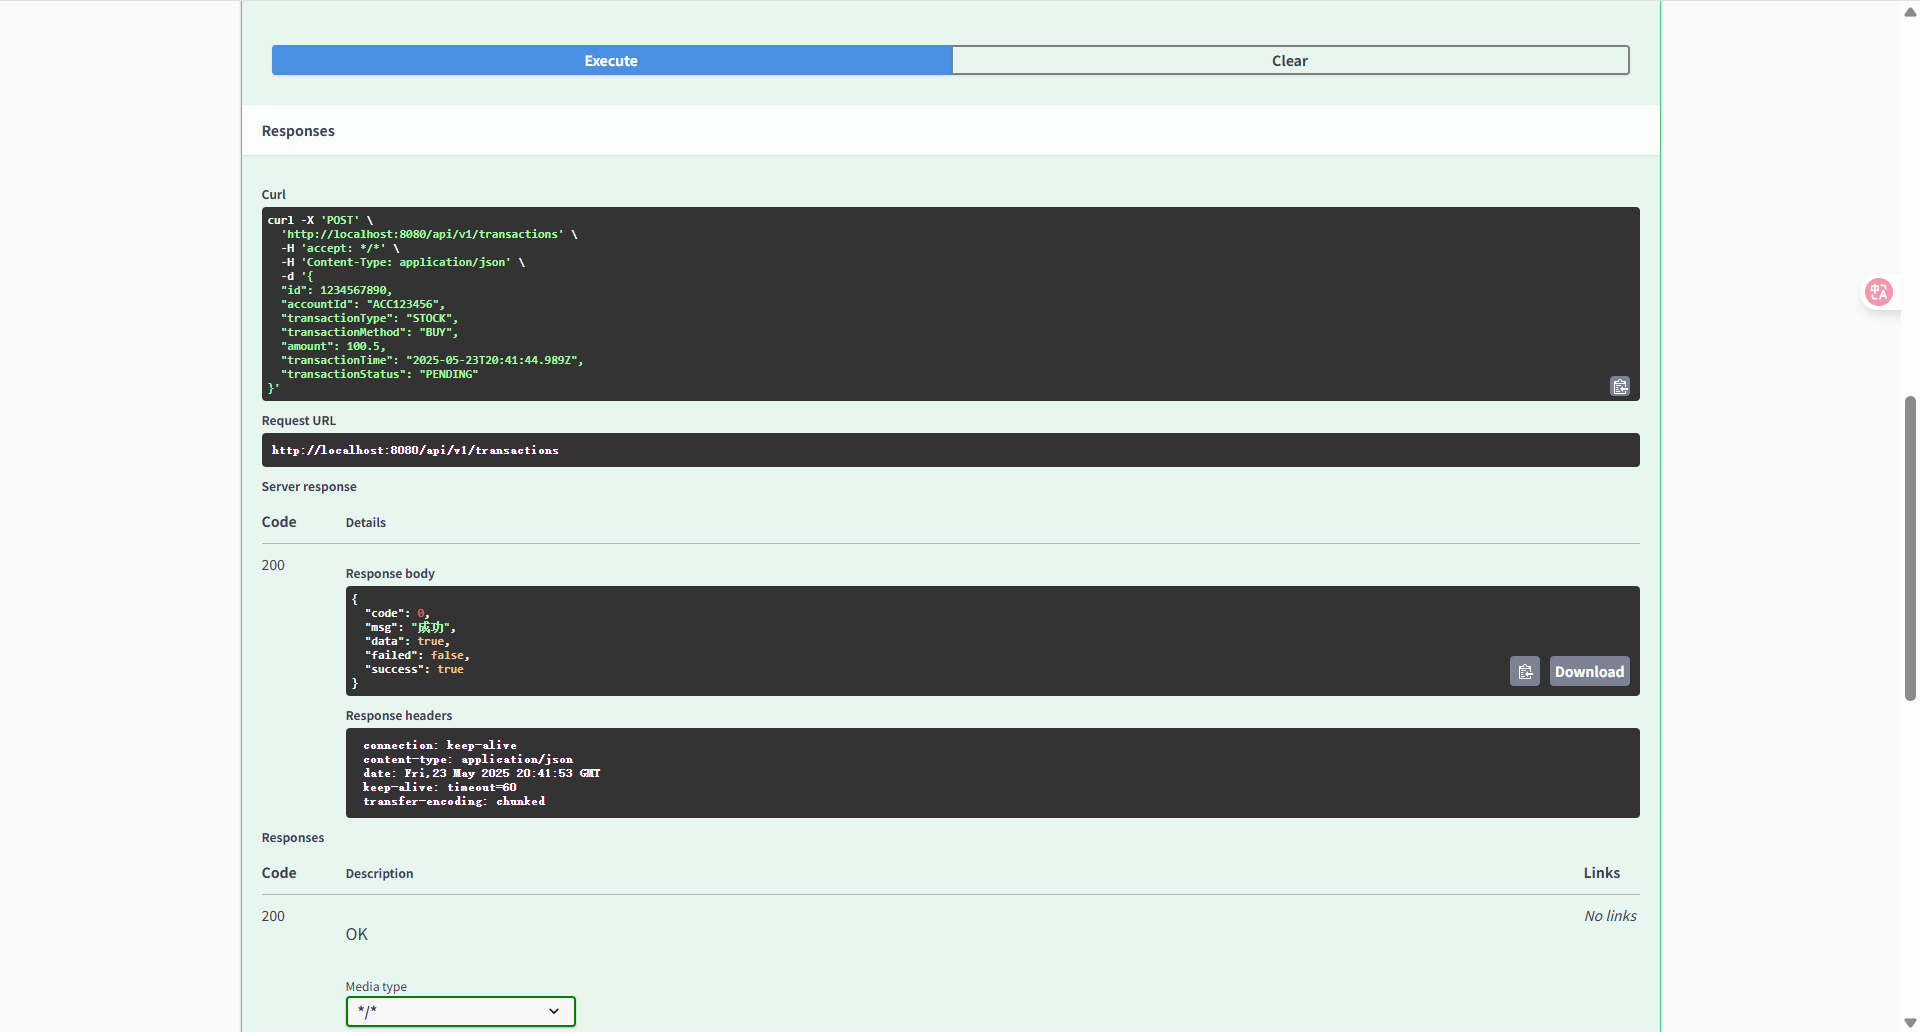 Execute
Clear
Responses
Curl
curl -X 'POST' \
'http://localhost:8080/api/v1/transactions' \
-H 'accept: */*' \
-H 'Content-Type: application/json' \
-d '{
"id": 1234567890,
"accountId": "ACC123456",
"transactionType": "STOCK",
"transactionMethod": "BUY",
"amount": 100.5,
"transactionTime": "2025-05-23T20:41:44.989Z",
"transactionStatus": "PENDING"
}'
Request URL
http://localhost:8080/api/v1/transactions
Server response
Code
Details
200
Response body
{
"code": 0,
"msg": "成功",
"data": true,
"failed": false,
"success": true
}
Download
Response headers
connection: keep-alive
content-type: application/json
date: Fri,23 May 2025 20:41:53 GMT
keep-alive: timeout=60
transfer-encoding: chunked
Responses
Code
Description
Links
200
No links
OK
Media type
*/*